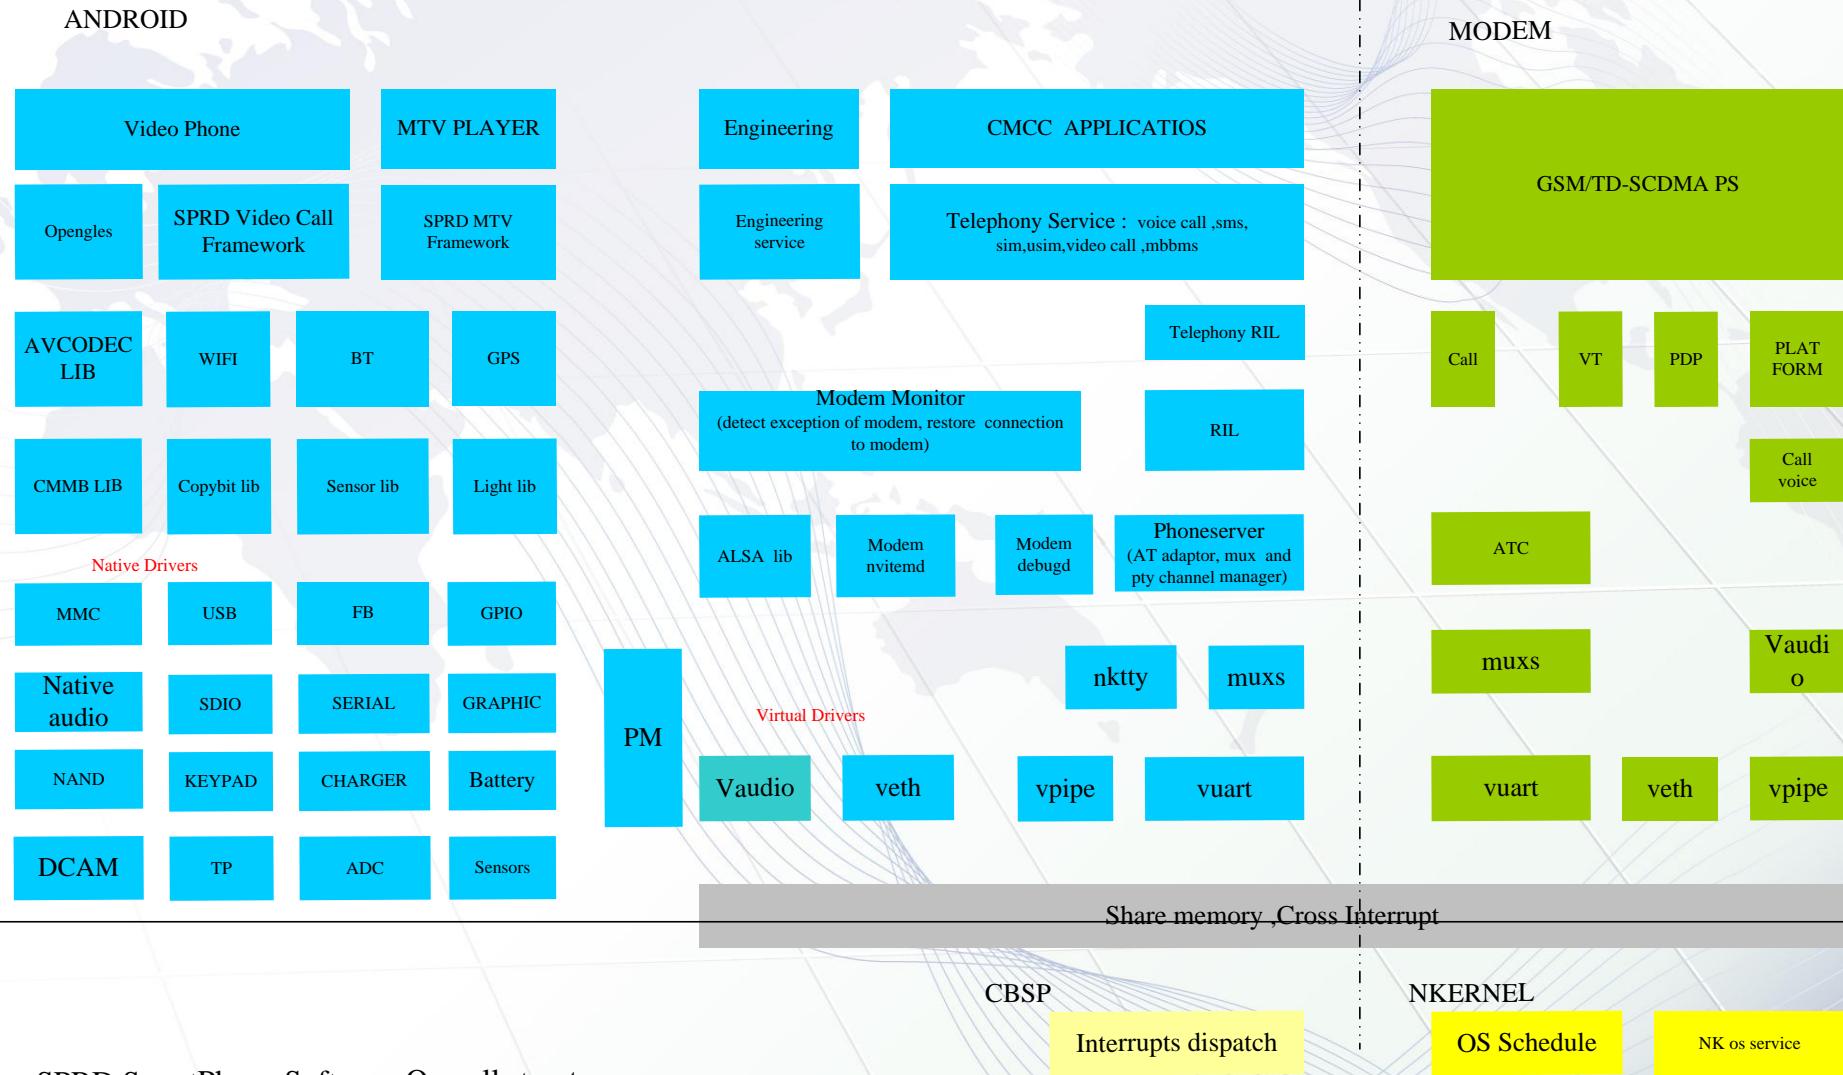 ANDROID
MODEM
Video Phone
MTV PLAYER
Engineering
CMCC APPLICATIOS
GSM/TD-SCDMA PS
Opengles
SPRD Video Call
Framework
SPRD MTV
Framework
Engineering
service
Telephony Service : voice call ,sms,
sim,usim,video call ,mbbms
AVCODEC
LIB
WIFI
BT
GPS
Telephony RIL
Call
VT
PDP
PLAT
FORM
Modem Monitor
(detect exception of modem, restore connection
to modem)
RIL
CMMB LIB
Copybit lib
Sensor lib
Light lib
Call
voice
ALSA lib
Modem
nvitemd
Modem
debugd
Phoneserver
(AT adaptor, mux and
pty channel manager)
ATC
Native Drivers
MMC
USB
FB
GPIO
nktty
muxs
muxs
Vaudi
o
Native
audio
SDIO
SERIAL
GRAPHIC
PM
Virtual Drivers
NAND
KEYPAD
CHARGER
Battery
Vaudio
veth
vpipe
vuart
vuart
veth
vpipe
DCAM
TP
ADC
Sensors
Share memory ,Cross Interrupt
CBSP
NKERNEL
Interrupts dispatch
OS Schedule
NK os service